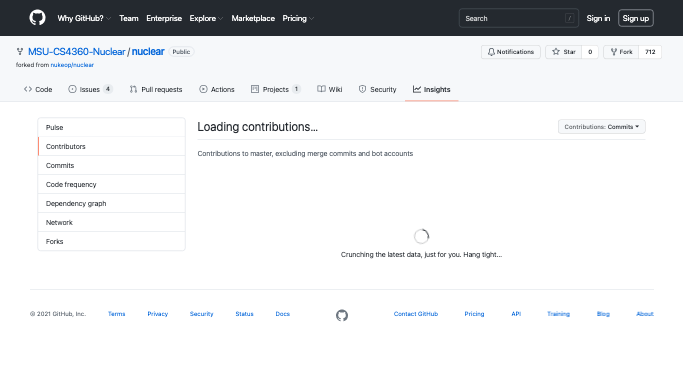 Why GitHub? Team Enterprise Explore Marketplace Pricing Search / Sign in Sign up
MSU-CS4360-Nuclear / nuclear Public Notifications Star 0 Fork 712
forked from nukeop/nuclear
Code Issues 4 Pull requests Actions Projects 1 Wiki Security Insights
Pulse
Contributors
Commits
Code frequency
Dependency graph
Network
Forks
Loading contributions... Contributions: Commits
Contributions to master, excluding merge commits and bot accounts
Crunching the latest data, just for you. Hang tight...
© 2021 GitHub, Inc. Terms Privacy Security Status Docs Contact GitHub Pricing API Training Blog About